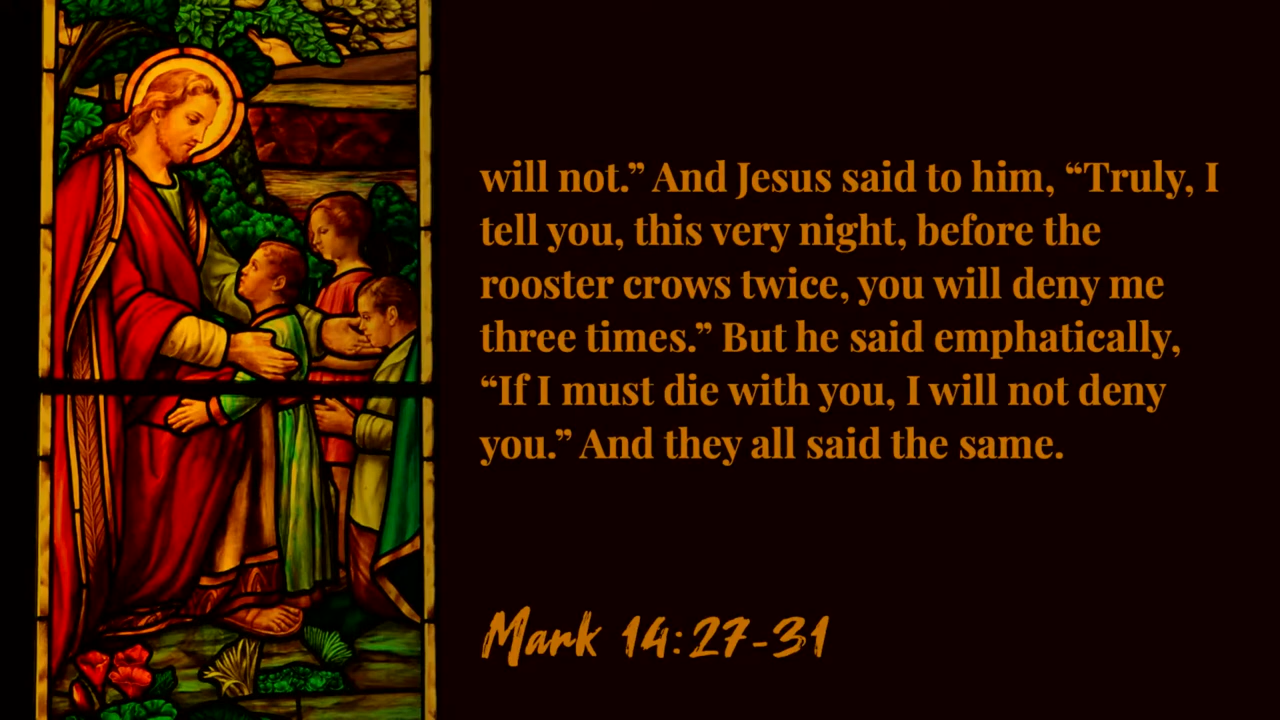 will not.” And Jesus said to him, “Truly, I
tell you, this very night, before the
rooster crows twice, you will deny me
three times.” But he said emphatically,
“If I must die with you, I will not deny
you.” And they all said the same.
Mark 14:27-31